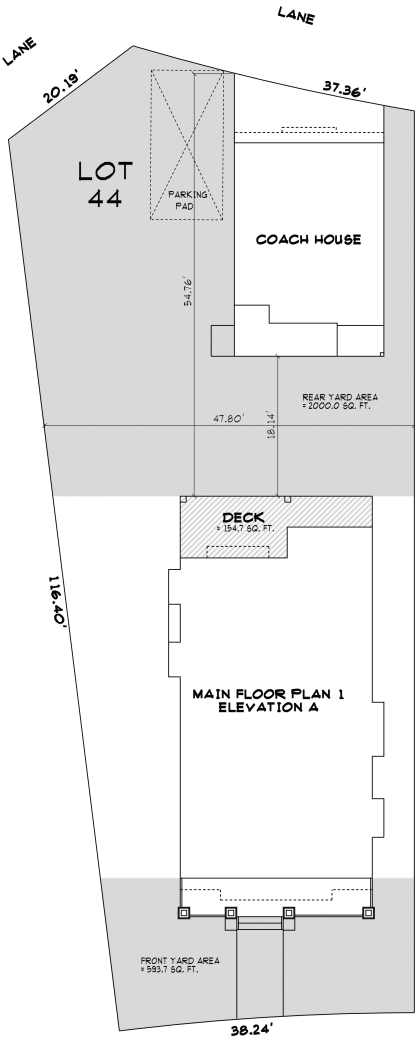 LANE
LANE
20.19'
37.36'
LOT
44
PARKING
PAD
COACH HOUSE
54.76'
REAR YARD AREA
= 2000.0 SQ. FT.
47.80'
18.14'
DECK
= 154.7 SQ. FT.
116.40'
MAIN FLOOR PLAN 1
ELEVATION A
FRONT YARD AREA
= 593.7 SQ. FT.
38.24'